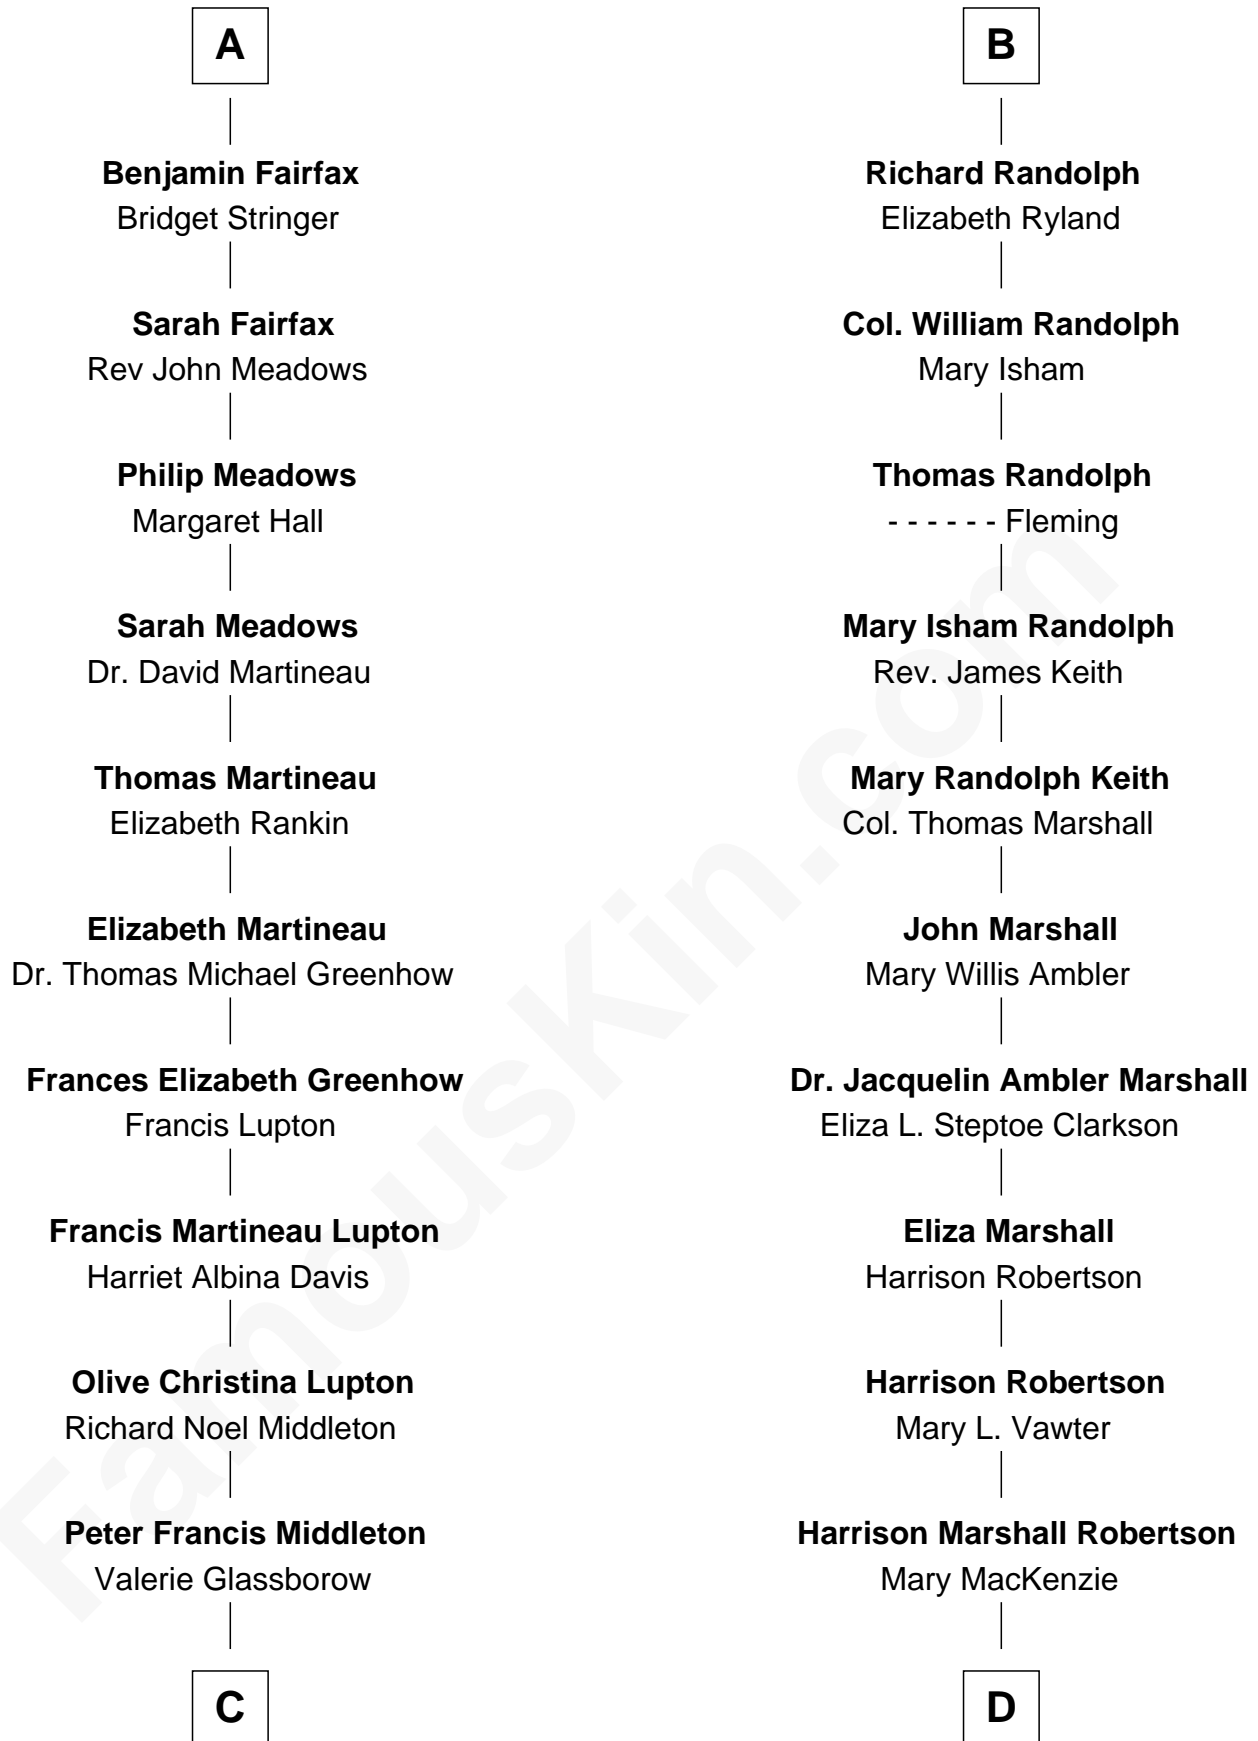 A
Benjamin Fairfax
Bridget Stringer
Sarah Fairfax
Rev John Meadows
Philip Meadows
Margaret Hall
Sarah Meadows
Dr. David Martineau
Thomas Martineau
Elizabeth Rankin
Elizabeth Martineau
Dr. Thomas Michael Greenhow
Frances Elizabeth Greenhow
Francis Lupton
Francis Martineau Lupton
Harriet Albina Davis
Olive Christina Lupton
Richard Noel Middleton
Peter Francis Middleton
Valerie Glassborow
C
B
Richard Randolph
Elizabeth Ryland
Col. William Randolph
Mary Isham
Thomas Randolph
- - - - - - Fleming
Mary Isham Randolph
Rev. James Keith
Mary Randolph Keith
Col. Thomas Marshall
John Marshall
Mary Willis Ambler
Dr. Jacquelin Ambler Marshall
Eliza L. Steptoe Clarkson
Eliza Marshall
Harrison Robertson
Harrison Robertson
Mary L. Vawter
Harrison Marshall Robertson
Mary MacKenzie
D
FamousKin.com